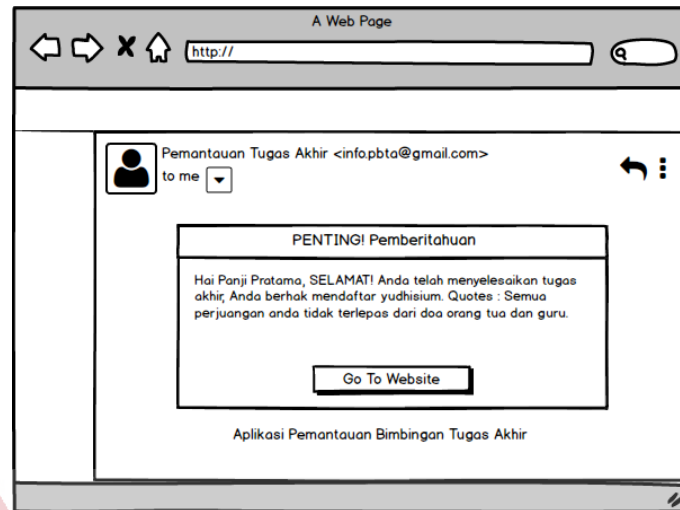 A Web Page
http://
Pemantauan Tugas Akhir <info.pbta@gmail.com>
to me
PENTING! Pemberitahuan
Hai Panji Pratama, SELAMAT! Anda telah menyelesaikan tugas
akhir, Anda berhak mendaftar yudhisium. Quotes : Semua
perjuangan anda tidak terlepas dari doa orang tua dan guru.
Go To Website
Aplikasi Pemantauan Bimbingan Tugas Akhir